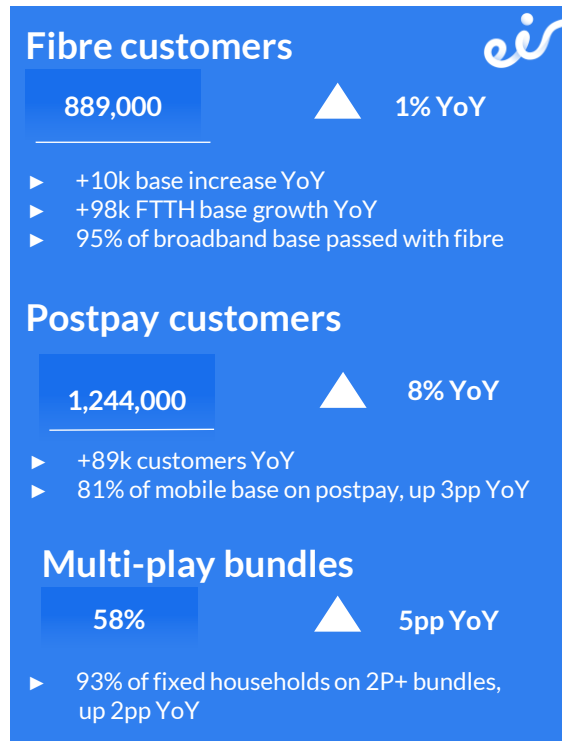 eir
Fibre customers
889,000
1% YoY
► +10k base increase YoY
► +98k FTTH base growth YoY
► 95% of broadband base passed with fibre
Postpay customers
1,244,000
8% YoY
► +89k customers YoY
► 81% of mobile base on postpay, up 3pp YoY
Multi-play bundles
58%
5pp YoY
► 93% of fixed households on 2P+ bundles,
up 2pp YoY